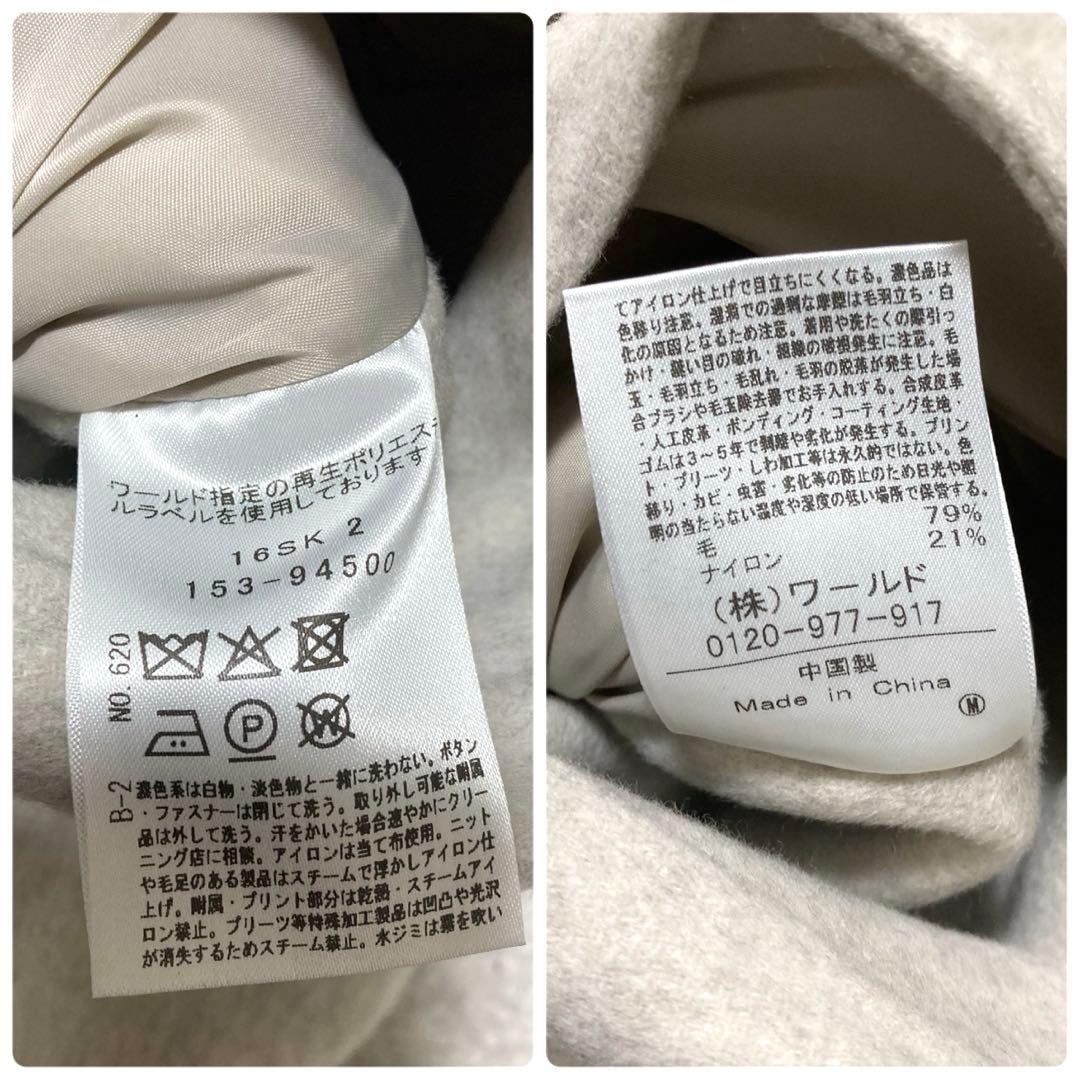 ワールド指定の再生ポリエステ
ルラベルを使用しております
16SK 2
153-94500
NO. 620
P
W
B-2
濃色系は白物・淡色物と一緒に洗わない。ボタン
・ファスナーは閉じて洗う。取り外し可能な附属
品は外して洗う。汗をかいた場合速やかにクリー
ニング店に相談。アイロンは当て布使用。ニット
や毛足のある製品はスチームで浮かしアイロン仕
上げ。附属・プリント部分は乾熱・スチームアイ
ロン禁止。プリーツ等特殊加工製品は凹凸や光沢
が消失するためスチーム禁止。水ジミは霧を吹い
てアイロン仕上げで目立ちにくくなる。濃色品は
色移り注意。湿潤での過剰な摩擦は毛羽立ち・白
化の原因となるため注意。着用や洗たくの際引っ
かけ・縫い目の破れ・組織の破損発生に注意。毛
玉・毛羽立ち・毛乱れ・毛羽の脱落が発生した場
合ブラシや毛玉除去器でお手入れする。合成皮革
・人工皮革・ボンディング・コーティング生地・
ゴムは3～5年で剥離や劣化が発生する。プリン
ト・プリーツ・しわ加工等は永久的ではない。色
移り・カビ・虫害・劣化等の防止のため日光や照
明の当たらない温度や湿度の低い場所で保管する。
毛 79%
ナイロン 21%
(株)ワールド
0120-977-917
中国製
Made in China
M